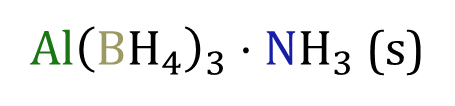 Al(BH₄)₃ · NH₃ (s)